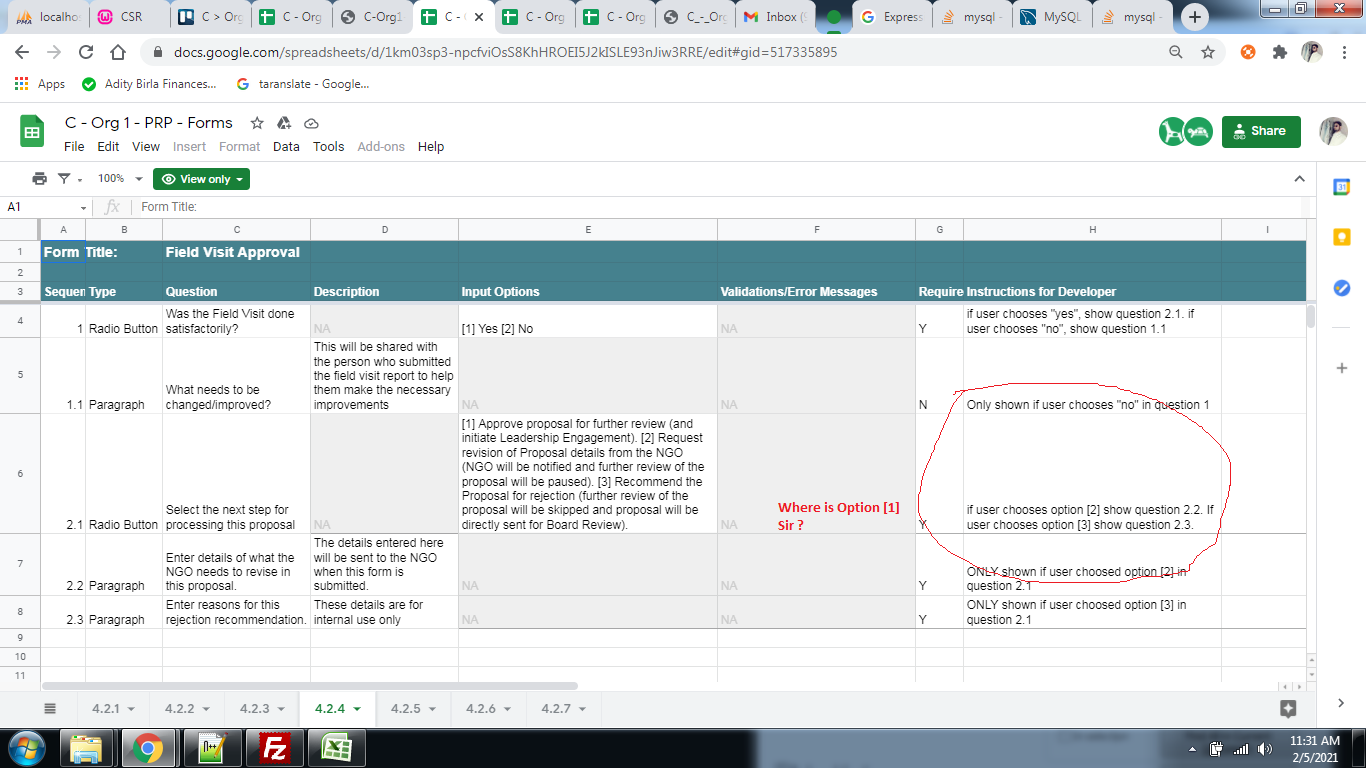 localhos
CSR
C > Org
C - Org
C-Org1
C -
C - Org
C - Org
C_-_Org
Inbox (
Express
mysql -
MySQL
mysql -
docs.google.com/spreadsheets/d/1km03sp3-npcfviOsS8KhHROEI5J2kISLE93nJiw3RRE/edit#gid=517335895
Apps
Adity Birla Finances...
taranslate - Google...
C - Org 1 - PRP - Forms
File Edit View Insert Format Data Tools Add-ons Help
Share
100%
View only
A1
fx
Form Title:
A B C D E F G H I
1 Form Title: Field Visit Approval
2
3 Sequen Type Question Description Input Options Validations/Error Messages Require Instructions for Developer
4
Was the Field Visit done
satisfactorily?
1 Radio Button
NA
[1] Yes [2] No
NA
Y
if user chooses "yes", show question 2.1. if
user chooses "no", show question 1.1
5
1.1 Paragraph
What needs to be
changed/improved?
This will be shared with
the person who submitted
the field visit report to help
them make the necessary
improvements
NA
NA
N
Only shown if user chooses "no" in question 1
6
2.1 Radio Button
Select the next step for
processing this proposal
NA
[1] Approve proposal for further review (and
initiate Leadership Engagement). [2] Request
revision of Proposal details from the NGO
(NGO will be notified and further review of the
proposal will be paused). [3] Recommend the
Proposal for rejection (further review of the
proposal will be skipped and proposal will be
directly sent for Board Review).
NA
Where is Option [1]
Sir ?
Y
if user chooses option [2] show question 2.2. If
user chooses option [3] show question 2.3.
7
2.2 Paragraph
Enter details of what the
NGO needs to revise in
this proposal.
The details entered here
will be sent to the NGO
when this form is
submitted.
NA
NA
Y
ONLY shown if user choosed option [2] in
question 2.1
8
2.3 Paragraph
Enter reasons for this
rejection recommendation.
These details are for
internal use only
NA
NA
Y
ONLY shown if user choosed option [3] in
question 2.1
9
10
11
4.2.1 4.2.2 4.2.3 4.2.4 4.2.5 4.2.6 4.2.7
11:31 AM
2/5/2021